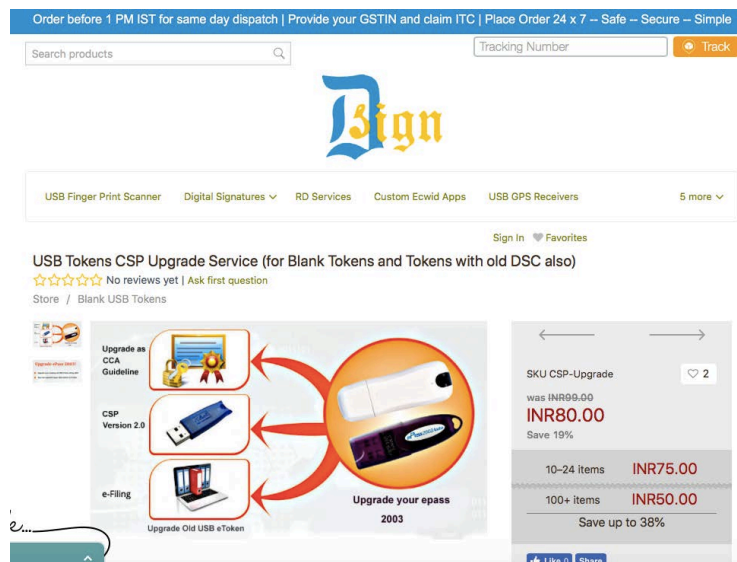 Order before 1 PM IST for same day dispatch | Provide your GSTIN and claim ITC | Place Order 24 x 7 -- Safe -- Secure -- Simple
Search products
Tracking Number
Track
Dsign
USB Finger Print Scanner
Digital Signatures
RD Services
Custom Ecwid Apps
USB GPS Receivers
5 more
Sign In
Favorites
USB Tokens CSP Upgrade Service (for Blank Tokens and Tokens with old DSC also)
No reviews yet | Ask first question
Store / Blank USB Tokens
Upgrade as
CCA
Guideline
CSP
Version 2.0
e-Filing
Upgrade Old USB eToken
Upgrade your epass
2003
SKU CSP-Upgrade
2
was INR99.00
INR80.00
Save 19%
10–24 items INR75.00
100+ items INR50.00
Save up to 38%
Like 0
Share